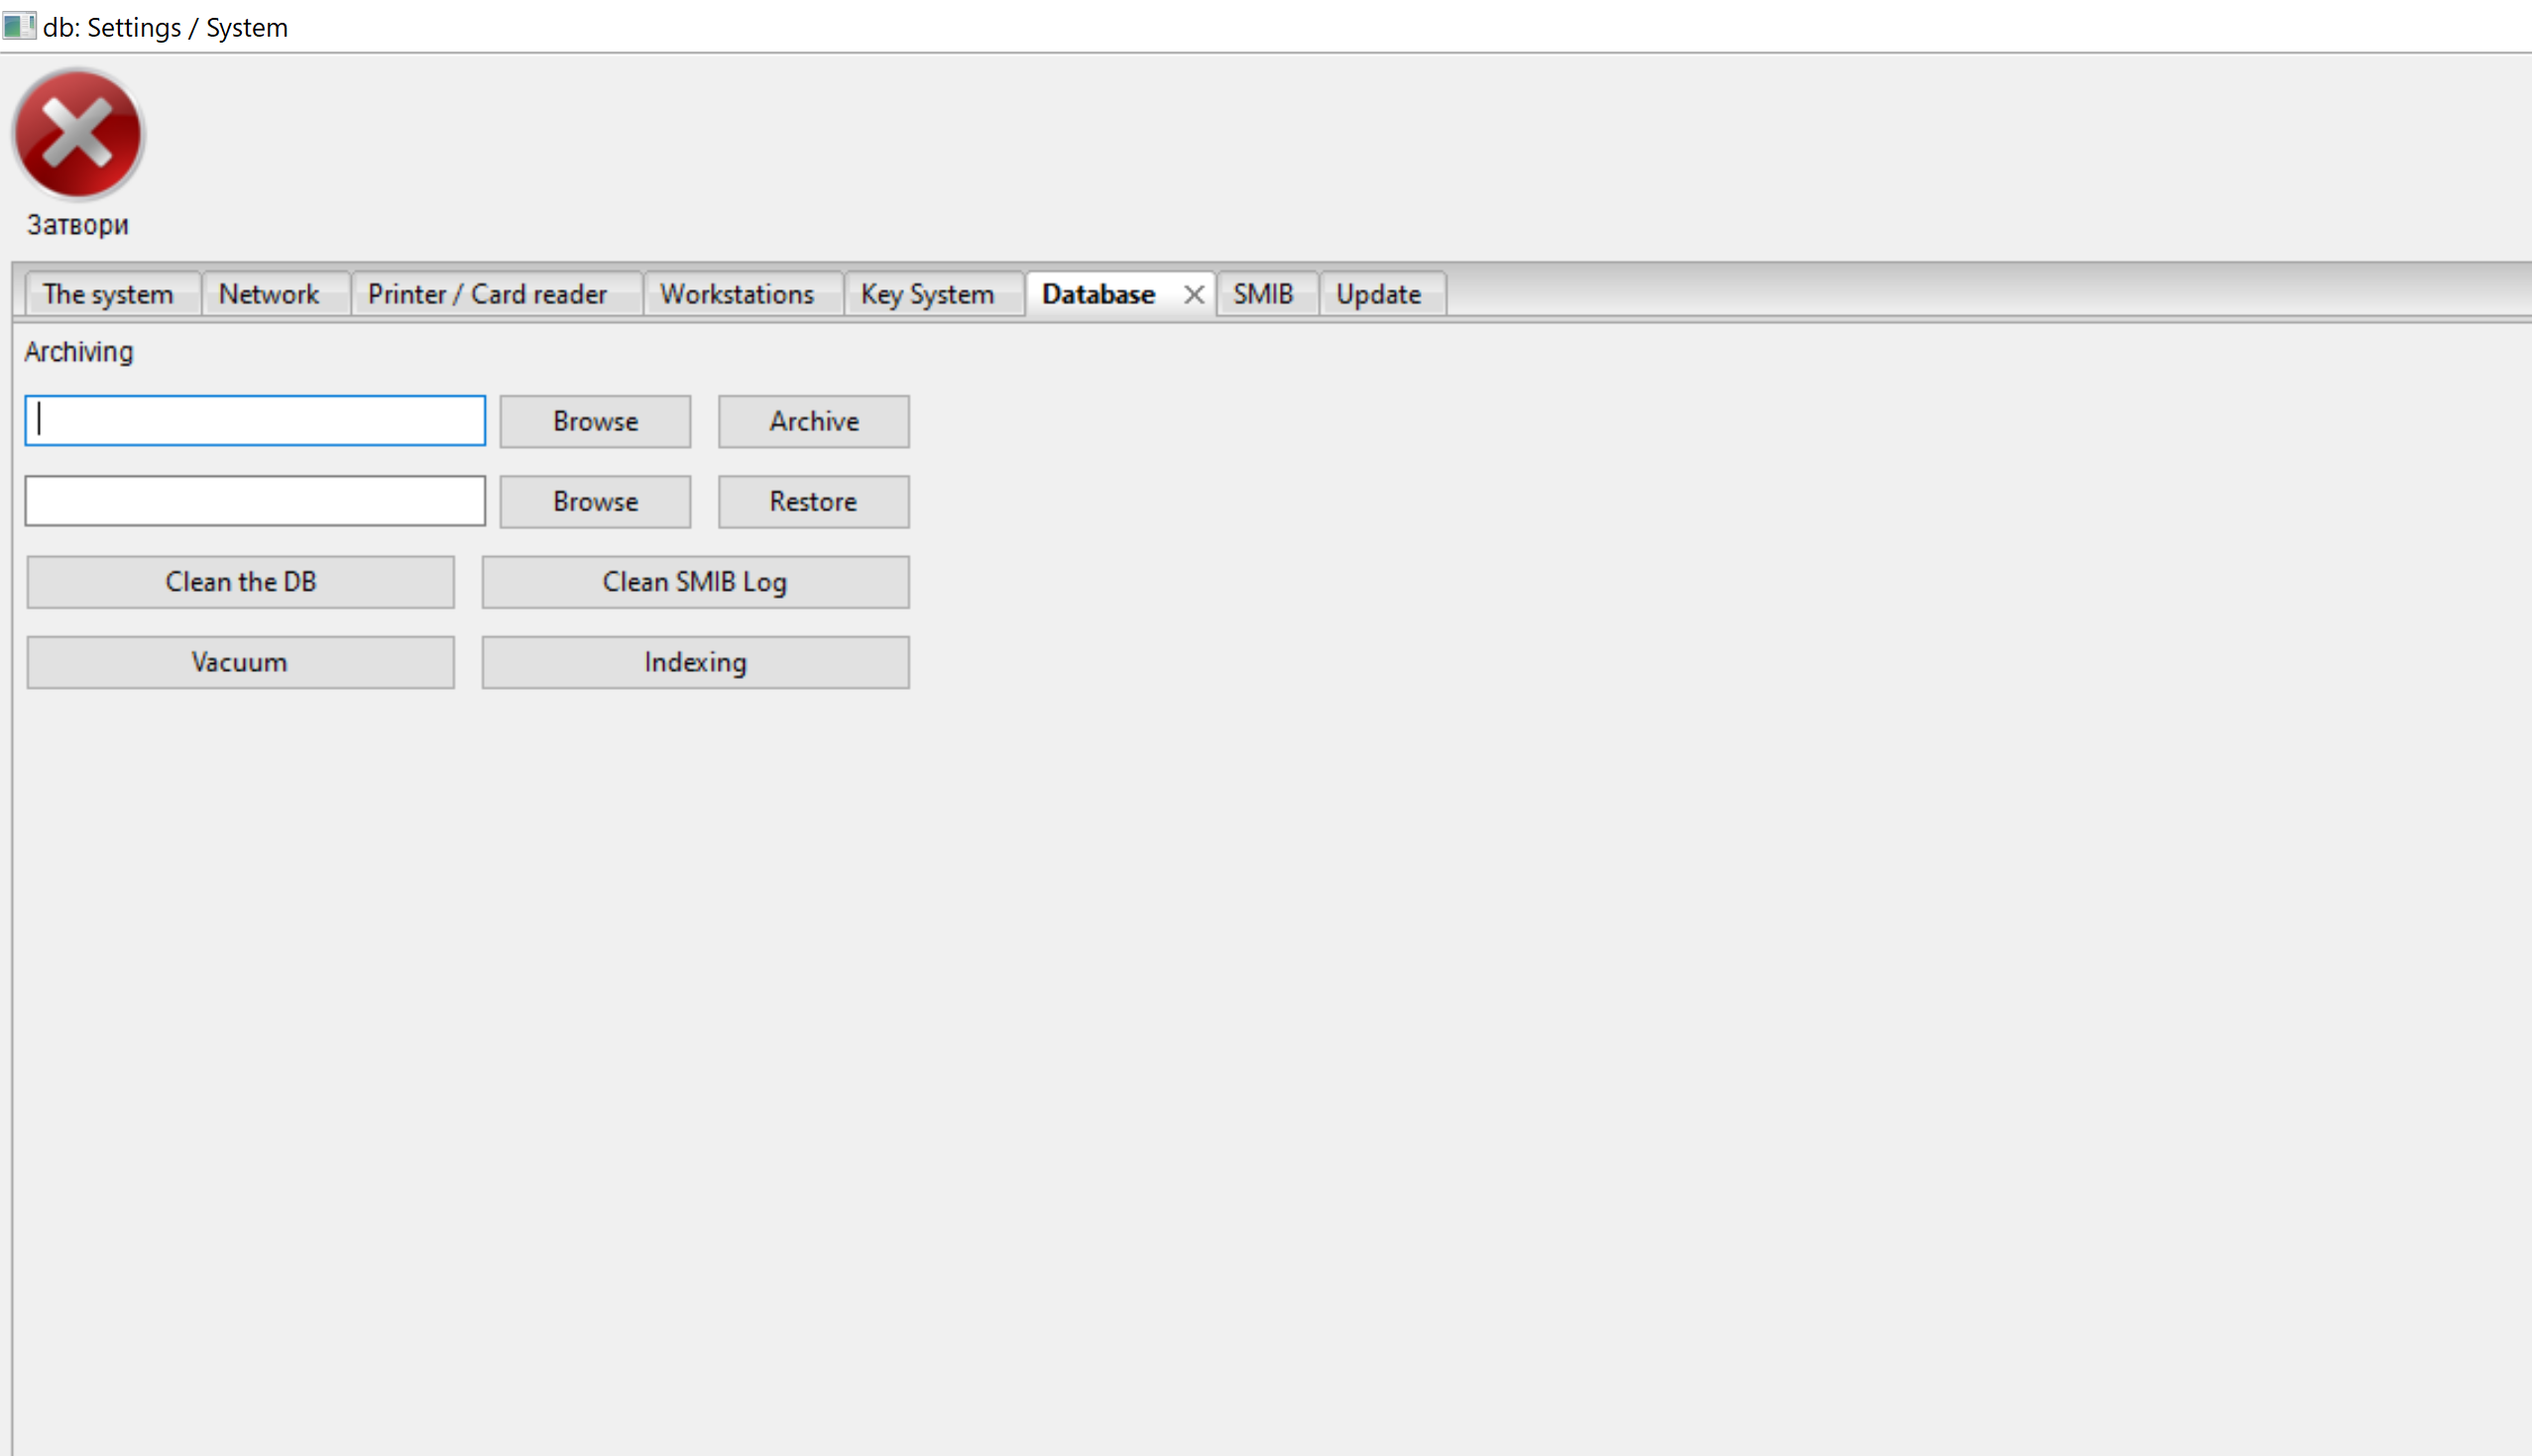 db: Settings / System
Затвори
The system Network Printer / Card reader Workstations Key System Database SMIB Update
Archiving
Browse Archive
Browse Restore
Clean the DB Clean SMIB Log
Vacuum Indexing